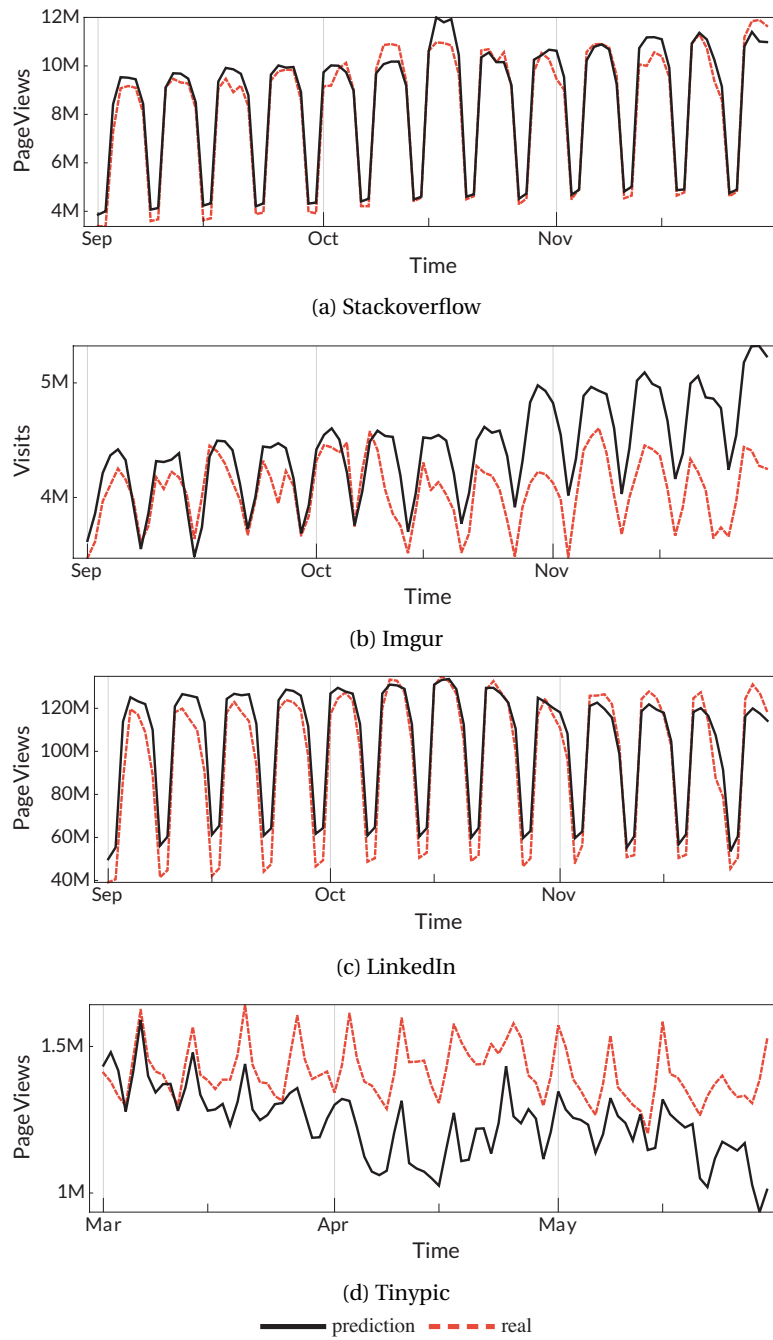 12M
10M
8M
6M
4M
PageViews
Sep Oct Nov
Time
(a) Stackoverflow
5M
4M
Visits
Sep Oct Nov
Time
(b) Imgur
120M
100M
80M
60M
40M
PageViews
Sep Oct Nov
Time
(c) LinkedIn
1.5M
1M
PageViews
Mar Apr May
Time
(d) Tinypic
prediction real